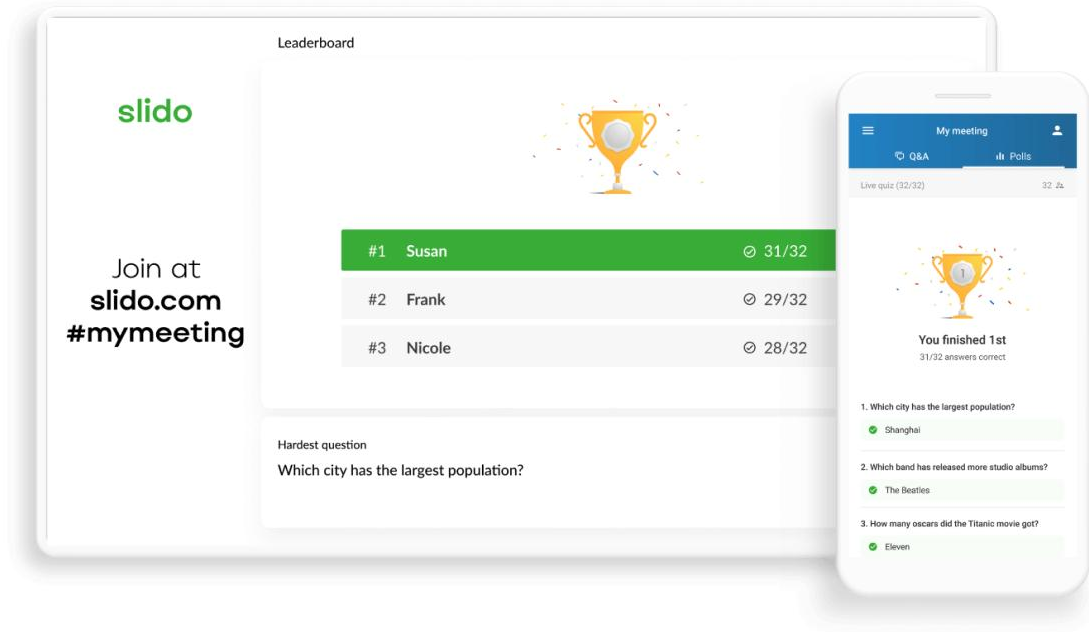 Leaderboard
slido
Join at
slido.com
#mymeeting
#1 Susan 31/32
#2 Frank 29/32
#3 Nicole 28/32
Hardest question
Which city has the largest population?
My meeting
Q&A Polls
Live quiz (32/32) 32
1
You finished 1st
31/32 answers correct
1. Which city has the largest population?
Shanghai
2. Which band has released more studio albums?
The Beatles
3. How many oscars did the Titanic movie got?
Eleven